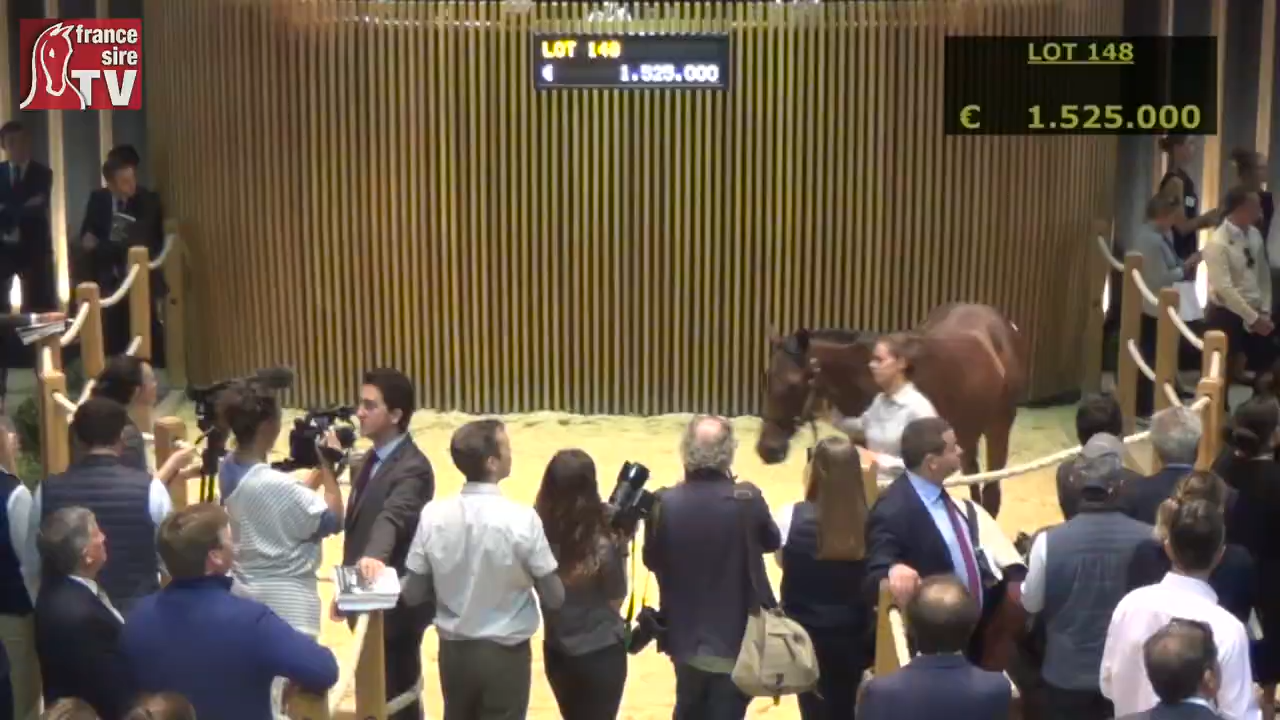 france
sire
TV
LOT 148
€ 1.525.000
LOT 148
€ 1.525.000